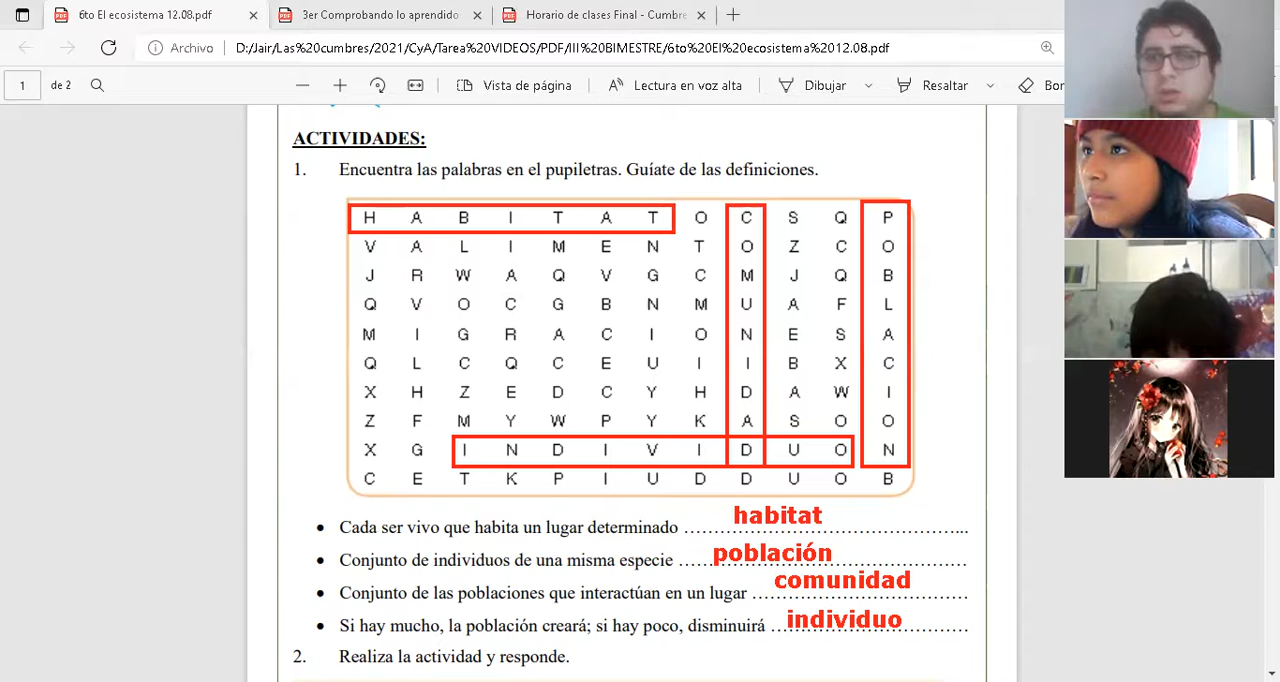 6to El ecosistema 12.08.pdf
3er Comprobando lo aprendido
Horario de clases Final - Cumbre
Archivo
D:/Jair/Las%20cumbres/2021/CyA/Tarea%20VIDEOS/PDF/III%20BIMESTRE/6to%20El%20ecosistema%2012.08.pdf
1 de 2
Vista de página
Lectura en voz alta
Dibujar
Resaltar
Bor
ACTIVIDADES:
1. Encuentra las palabras en el pupiletras. Guíate de las definiciones.
H A B I T A T O C S Q P
V A L I M E N T O Z C O
J R W A Q V G C M J Q B
Q V O C G B N M U A F L
M I G R A C I O N E S A
Q L C Q C E U I I B X C
X H Z E D C Y H D A W I
Z F M Y W P Y K A S O O
X G I N D I V I D U O N
C E T K P I U D D U O B
• Cada ser vivo que habita un lugar determinado ……………………………………... habitat
• Conjunto de individuos de una misma especie …………………………………… población
• Conjunto de las poblaciones que interactúan en un lugar ……………………………… comunidad
• Si hay mucho, la población creará; si hay poco, disminuirá …………………………… individuo
2. Realiza la actividad y responde.